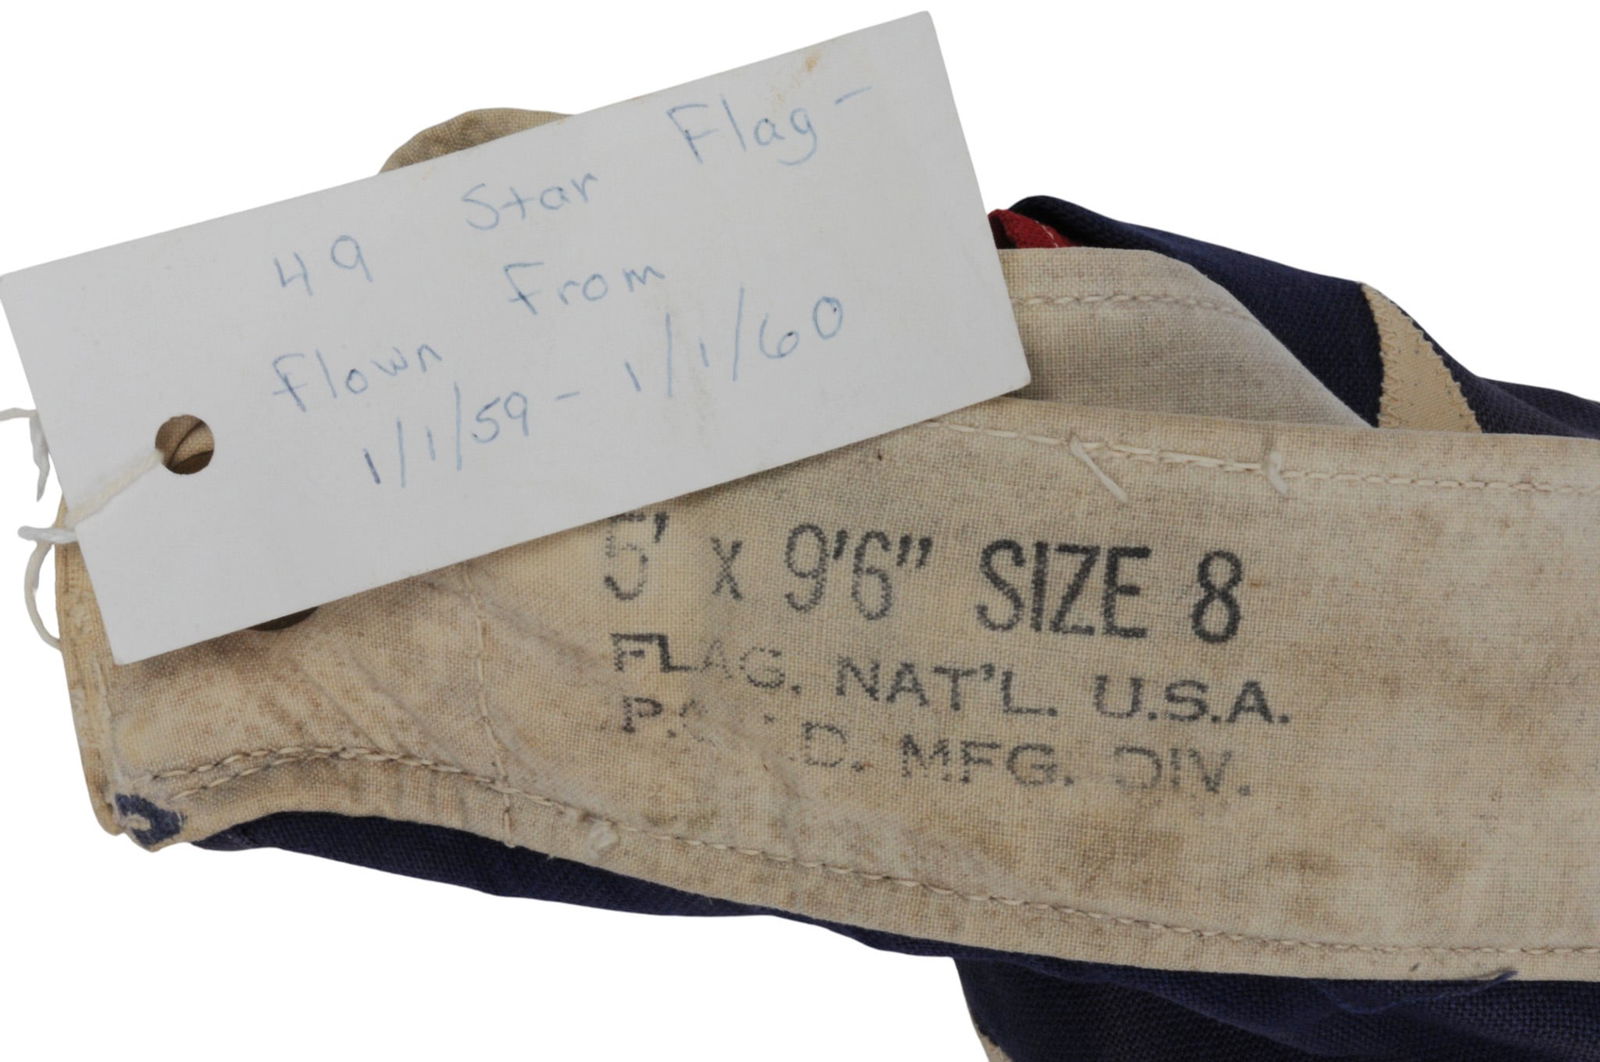 49 Star Flag-
flown From
1/1/59 - 1/1/60
5' x 9'6" SIZE 8
FLAG. NAT'L. U.S.A.
MFG. DIV.